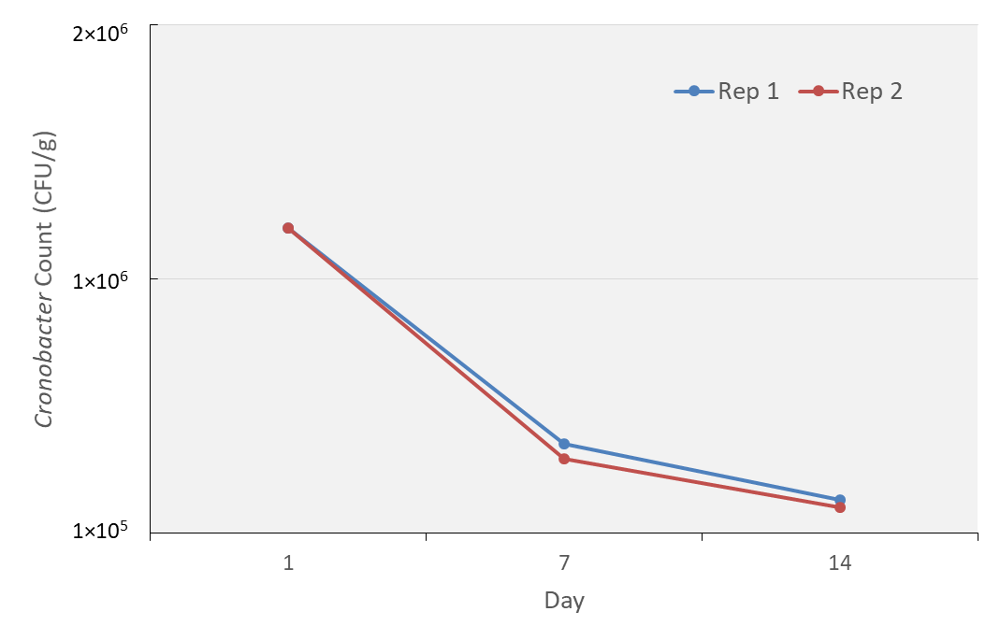 2×10⁶
Rep 1 Rep 2
Cronobacter Count (CFU/g)
1×10⁶
1×10⁵
1 7 14
Day